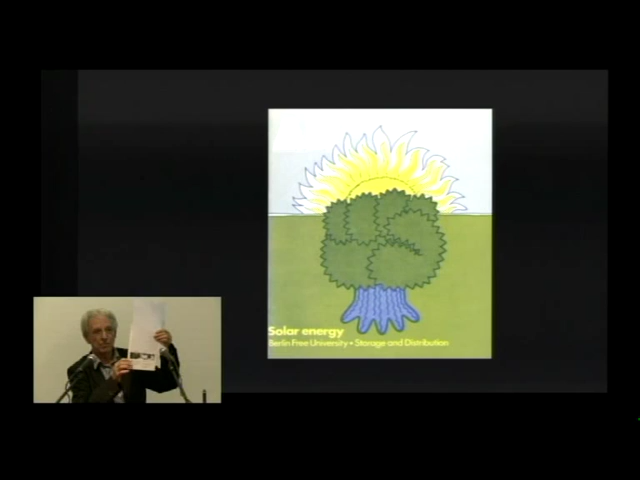 Solar energy
Berlin Free University • Storage and Distribution